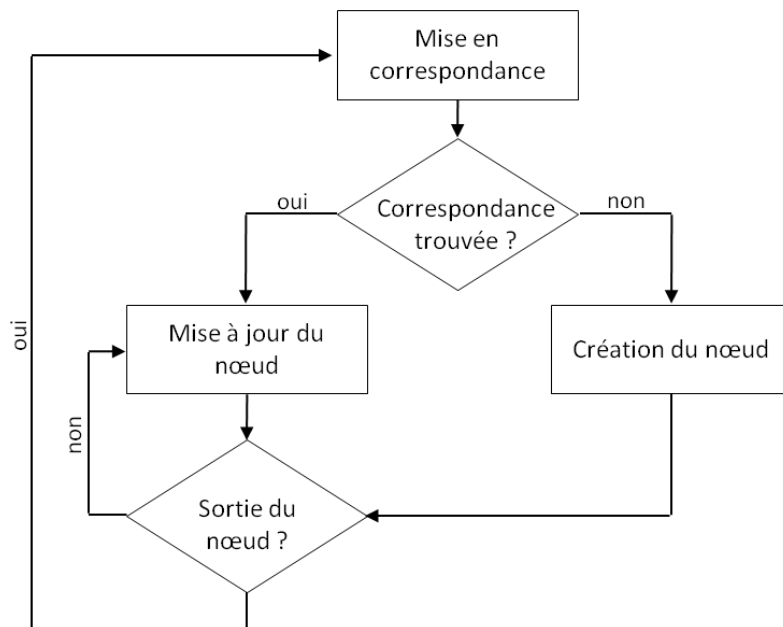 Mise en
correspondance
Correspondance
trouvée ?
oui
non
Mise à jour du
nœud
Création du nœud
oui
non
Sortie du
nœud ?